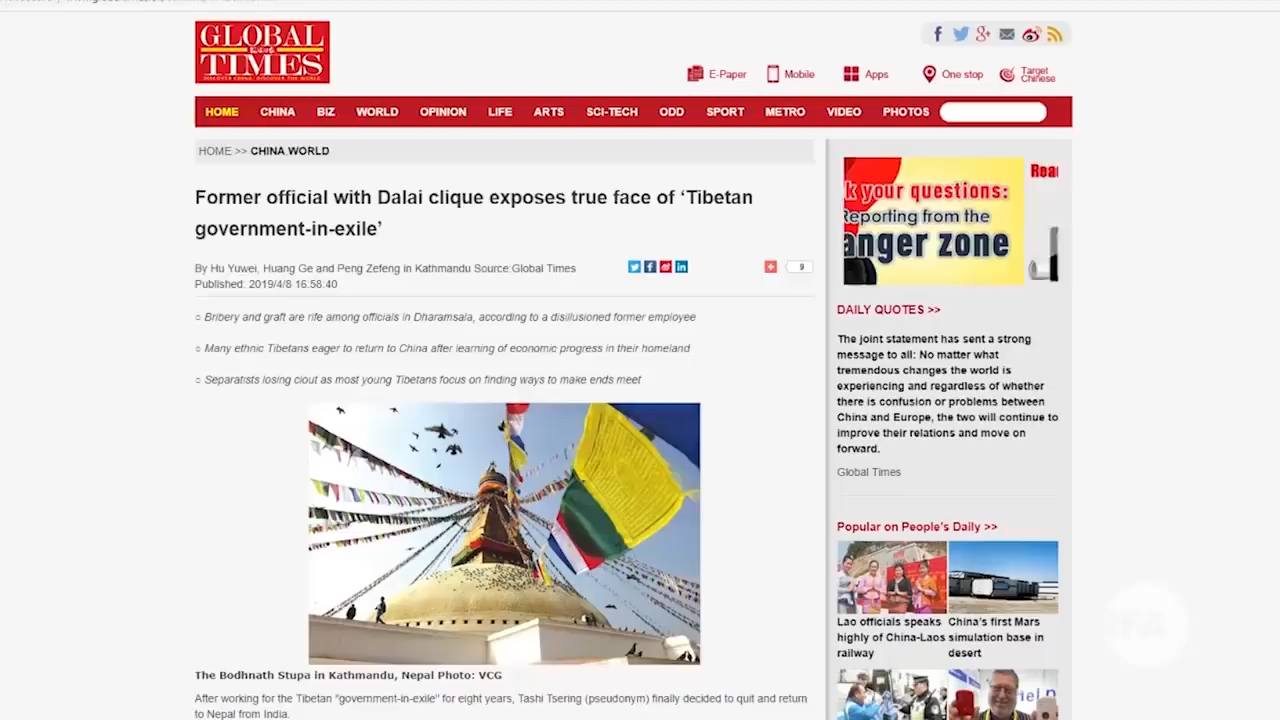 GLOBAL
TIMES
DISCOVER CHINA, DISCOVER THE WORLD
E-Paper
Mobile
Apps
One stop
Target
Chinese
HOME CHINA BIZ WORLD OPINION LIFE ARTS SCI-TECH ODD SPORT METRO VIDEO PHOTOS
HOME >> CHINA,WORLD
Former official with Dalai clique exposes true face of ‘Tibetan
government-in-exile’
By Hu Yuwei, Huang Ge and Peng Zefeng in Kathmandu Source:Global Times
Published: 2019/4/8 16:58:40
9
○ Bribery and graft are rife among officials in Dharamsala, according to a disillusioned former employee
○ Many ethnic Tibetans eager to return to China after learning of economic progress in their homeland
○ Separatists losing clout as most young Tibetans focus on finding ways to make ends meet
The Bodhnath Stupa in Kathmandu, Nepal Photo: VCG
After working for the Tibetan "government-in-exile" for eight years, Tashi Tsering (pseudonym) finally decided to quit and return
to Nepal from India.
k your questions:
Reporting from the
anger zone
Rea
DAILY QUOTES >>
The joint statement has sent a strong
message to all: No matter what
tremendous changes the world is
experiencing and regardless of whether
there is confusion or problems between
China and Europe, the two will continue to
improve their relations and move on
forward.
Global Times
Popular on People's Daily >>
Lao officials speaks
highly of China-Laos
railway
China's first Mars
simulation base in
desert